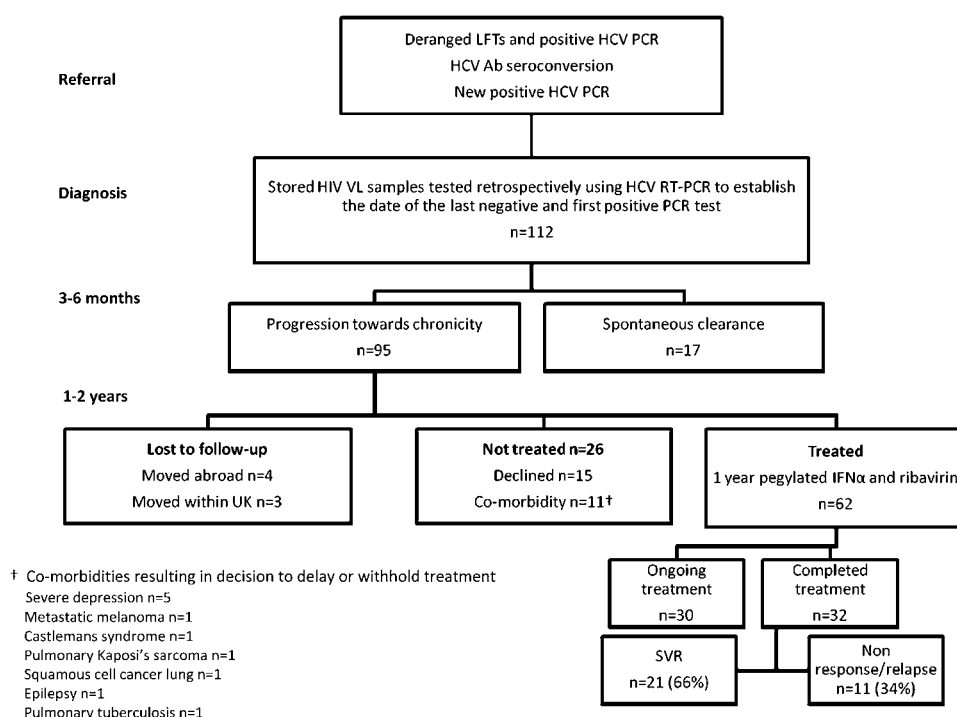 Referral
Deranged LFTs and positive HCV PCR
HCV Ab seroconversion
New positive HCV PCR
Diagnosis
Stored HIV VL samples tested retrospectively using HCV RT-PCR to establish
the date of the last negative and first positive PCR test
n=112
3-6 months
Progression towards chronicity
n=95
Spontaneous clearance
n=17
1-2 years
Lost to follow-up
Moved abroad n=4
Moved within UK n=3
Not treated n=26
Declined n=15
Co-morbidity n=11†
Treated
1 year pegylated IFNα and ribavirin
n=62
Ongoing
treatment
n=30
Completed
treatment
n=32
SVR
n=21 (66%)
Non
response/relapse
n=11 (34%)
† Co-morbidities resulting in decision to delay or withhold treatment
Severe depression n=5
Metastatic melanoma n=1
Castlemans syndrome n=1
Pulmonary Kaposi's sarcoma n=1
Squamous cell cancer lung n=1
Epilepsy n=1
Pulmonary tuberculosis n=1